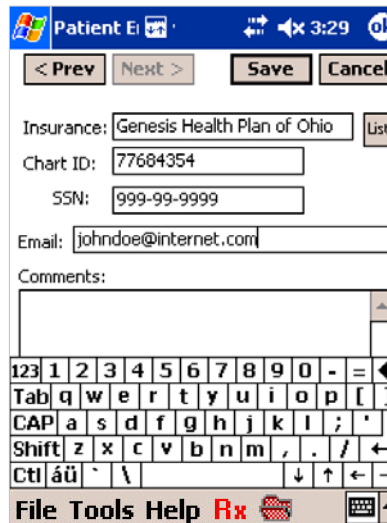 Patient E 3:29 ok
< Prev Next > Save Cancel
Insurance: Genesis Health Plan of Ohio List
Chart ID: 77684354
SSN: 999-99-9999
Email: johndoe@internet.com
Comments:
123 1 2 3 4 5 6 7 8 9 0 - =
Tab q w e r t y u i o p [ ]
CAP a s d f g h j k l ; '
Shift z x c v b n m , . / ←
Ctl áü ` \ ↓ ↑ ←
File Tools Help Rx